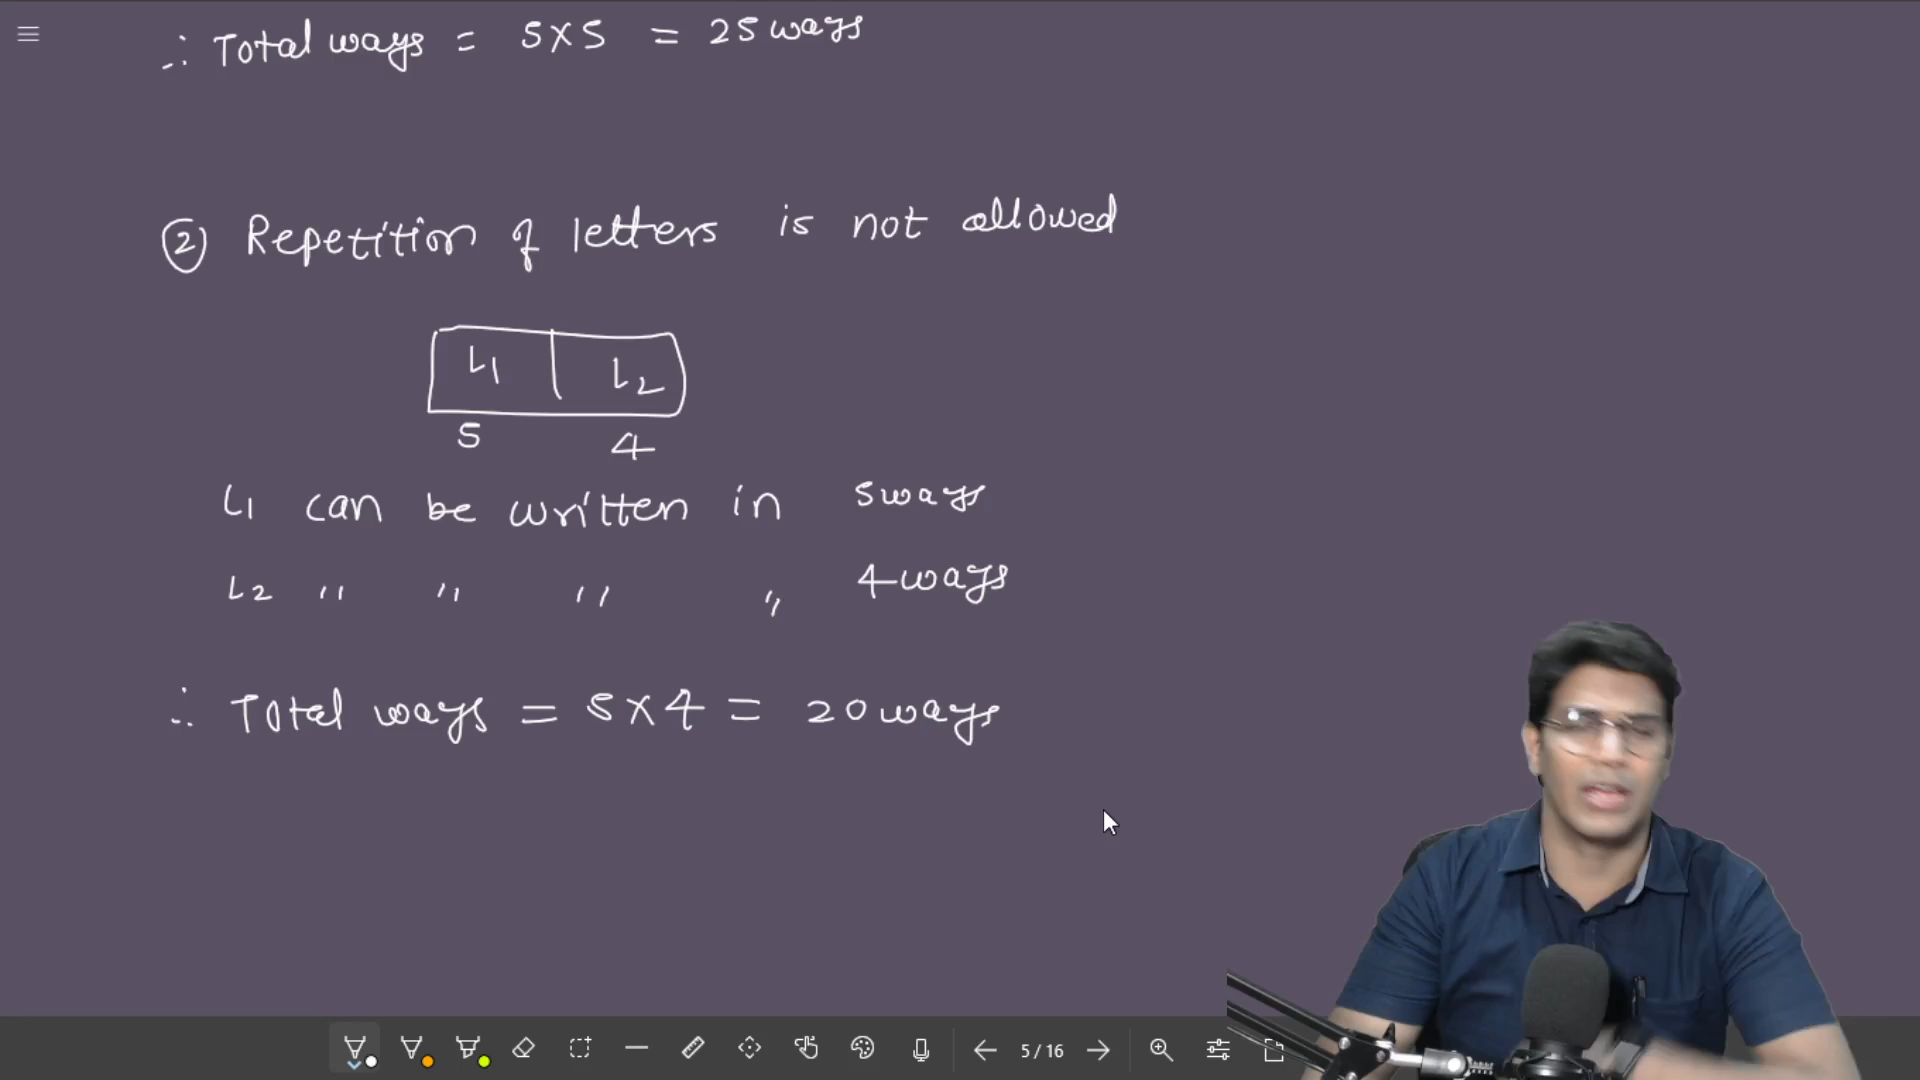 ∴ Total ways = 5×5 = 25 ways
② Repetition of letters is not allowed
L1 | L2
5 4
L1 can be written in 5 ways
L2 " " " " 4 ways
∴ Total ways = 5×4 = 20 ways
5 / 16